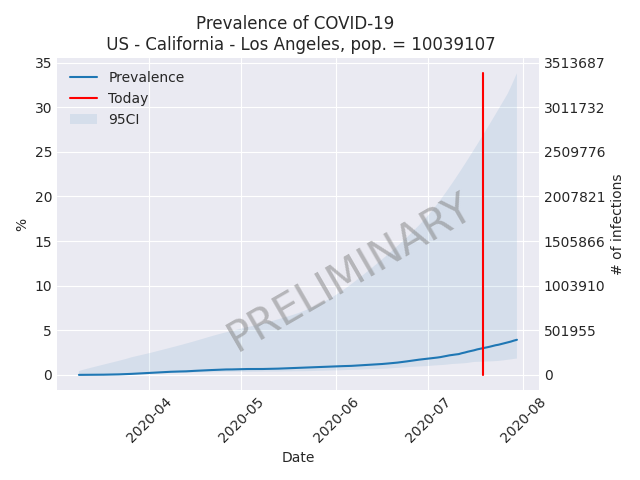 Prevalence of COVID-19
US - California - Los Angeles, pop. = 10039107
35
30
25
20
15
10
5
0
%
Prevalence
Today
95CI
PRELIMINARY
3513687
3011732
2509776
2007821
1505866
1003910
501955
0
# of infections
2020-04
2020-05
2020-06
2020-07
2020-08
Date